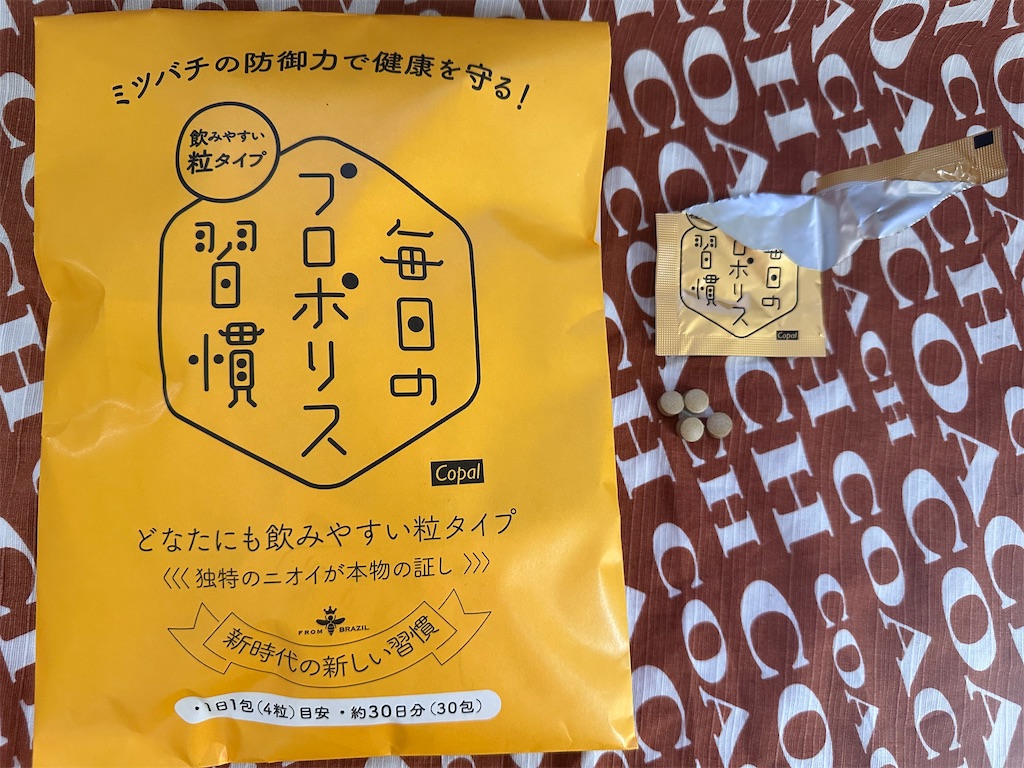 ミツバチの防御力で健康を守る!
飲みやすい
粒タイプ
毎日の
プロポリス
習慣
Copal
どなたにも飲みやすい粒タイプ
<<< 独特のニオイが本物の証し >>>
FROM BRAZIL
新時代の新しい習慣
・1日1包(4粒)目安 ・約30日分(30包)
毎日の
ロポリス
習慣
Copal
COACH
COACH
COACH
COACH